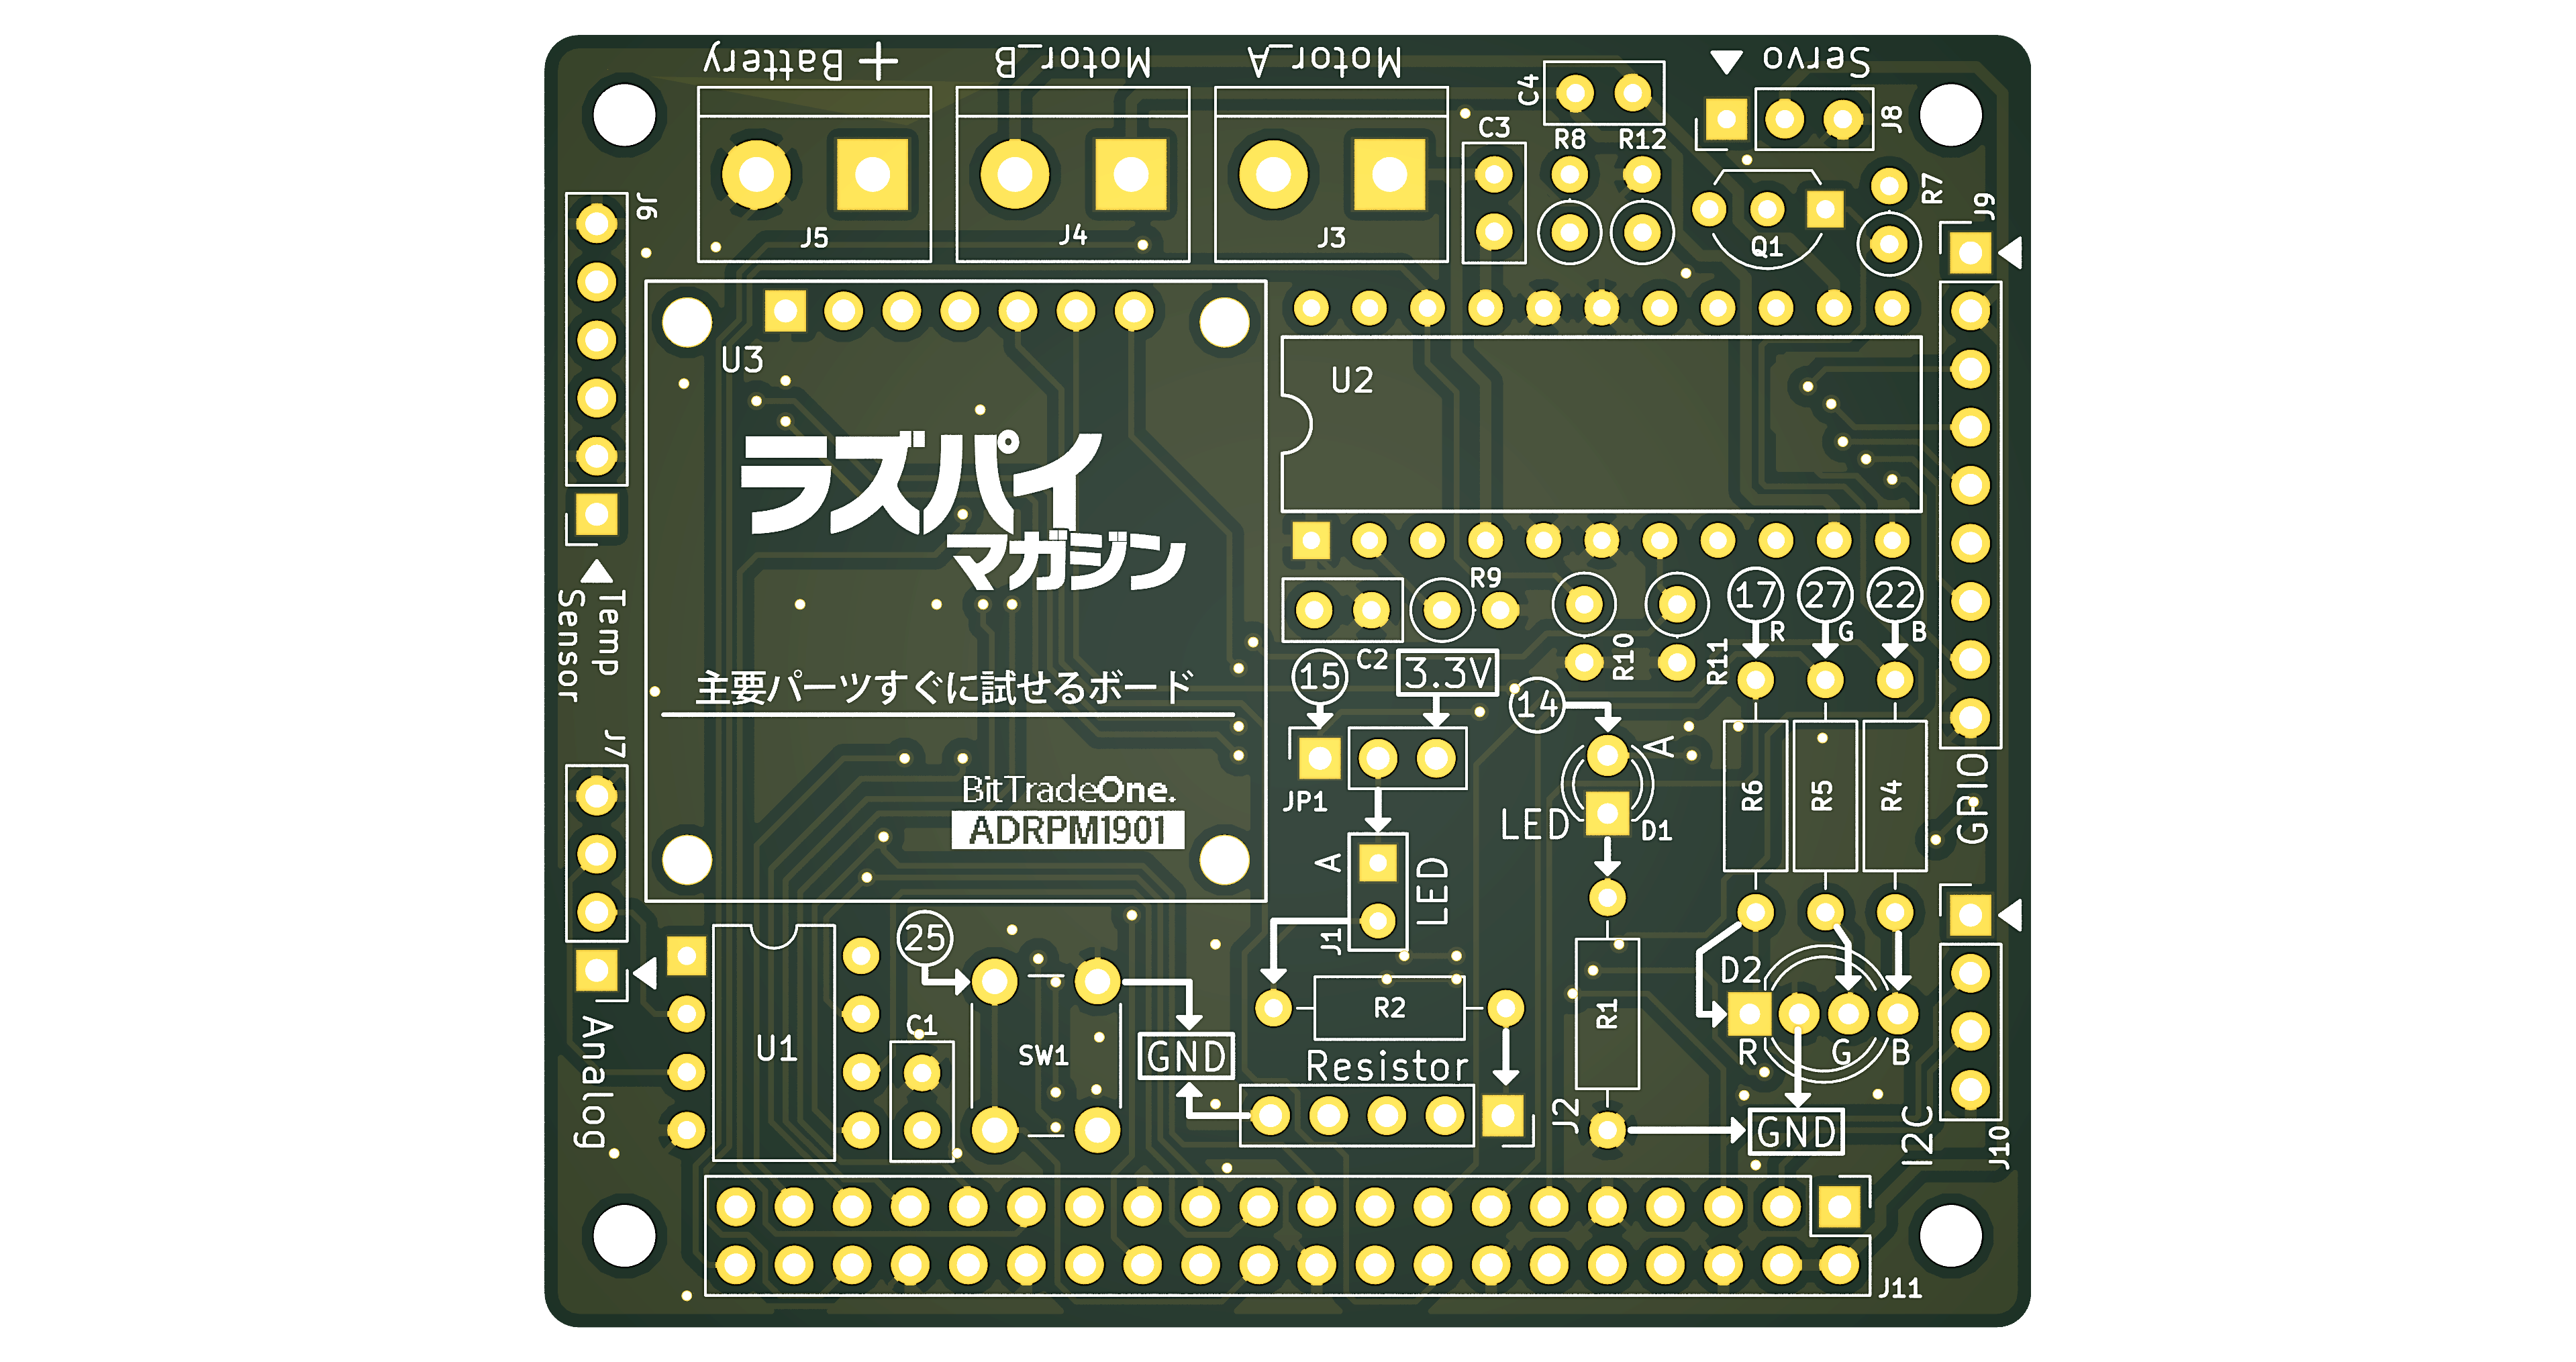 Battery +
Motor_B
Motor_A
Servo
C4
J8
C3
R8
R12
R7
J6
J9
J5
J4
J3
Q1
U3
U2
ラズパイ
マガジン
R9
17
27
22
R
G
B
Temp
Sensor
C2
R10
R11
15
3.3V
14
主要パーツすぐに試せるボード
J7
A
BitTradeOne.
ADRPM1901
JP1
LED
D1
R6
R5
R4
GPIO
A
LED
J1
25
D2
R2
R1
C1
U1
SW1
GND
R
G
B
Resistor
Analog
J2
GND
I2C
J10
J11